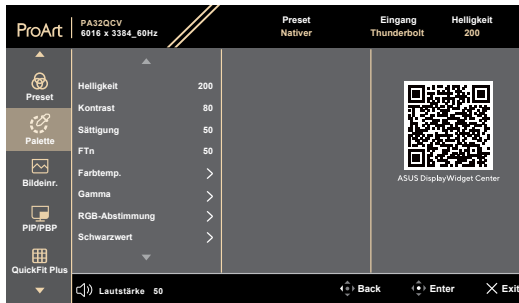 ProArt
PA32QCV
6016 x 3384_60Hz
Preset
Nativer
Eingang
Thunderbolt
Helligkeit
200
Preset
Palette
Bildeinr.
PIP/PBP
QuickFit Plus
Helligkeit 200
Kontrast 80
Sättigung 50
FTn 50
Farbtemp.
Gamma
RGB-Abstimmung
Schwarzwert
ASUS DisplayWidget Center
Lautstärke 50
Back
Enter
Exit